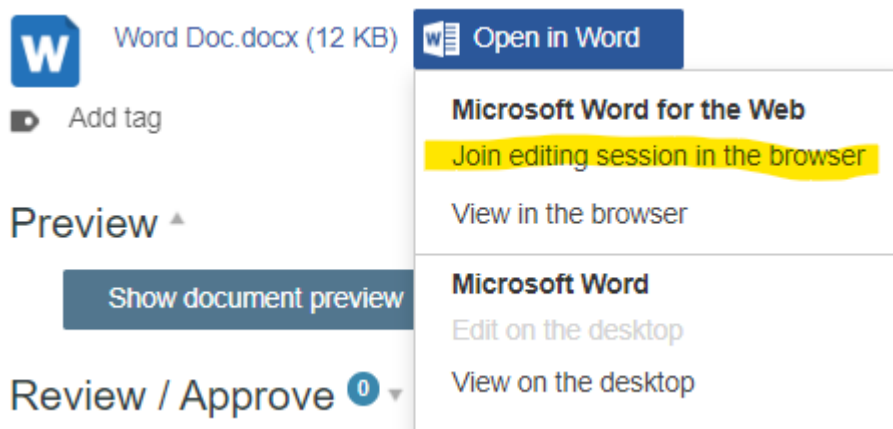 W
Word Doc.docx (12 KB)
W Open in Word
Add tag
Microsoft Word for the Web
Join editing session in the browser
View in the browser
Preview
Show document preview
Microsoft Word
Edit on the desktop
View on the desktop
Review / Approve 0